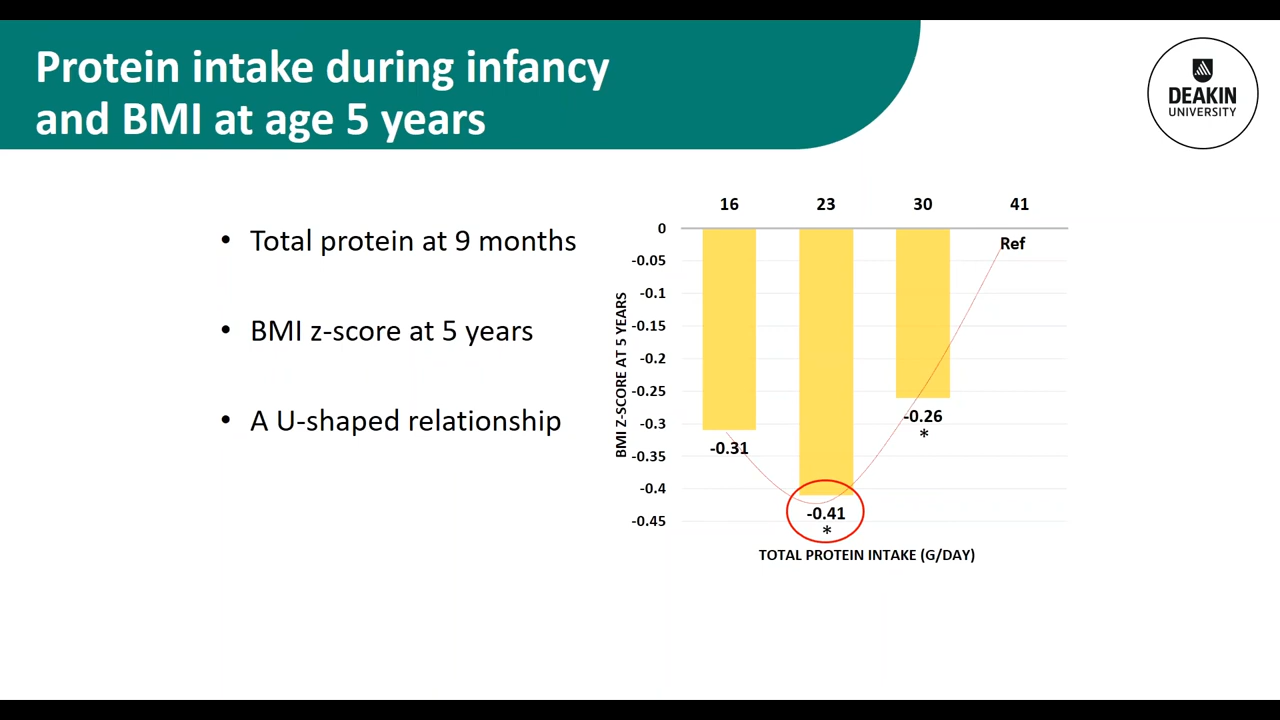 Protein intake during infancy
and BMI at age 5 years
DEAKIN
UNIVERSITY
• Total protein at 9 months
• BMI z-score at 5 years
• A U-shaped relationship
16 23 30 41
0
Ref
-0.05
-0.1
-0.15
-0.2
-0.25
-0.3
-0.35
-0.4
-0.45
BMI Z-SCORE AT 5 YEARS
-0.31
-0.41
*
-0.26
*
TOTAL PROTEIN INTAKE (G/DAY)